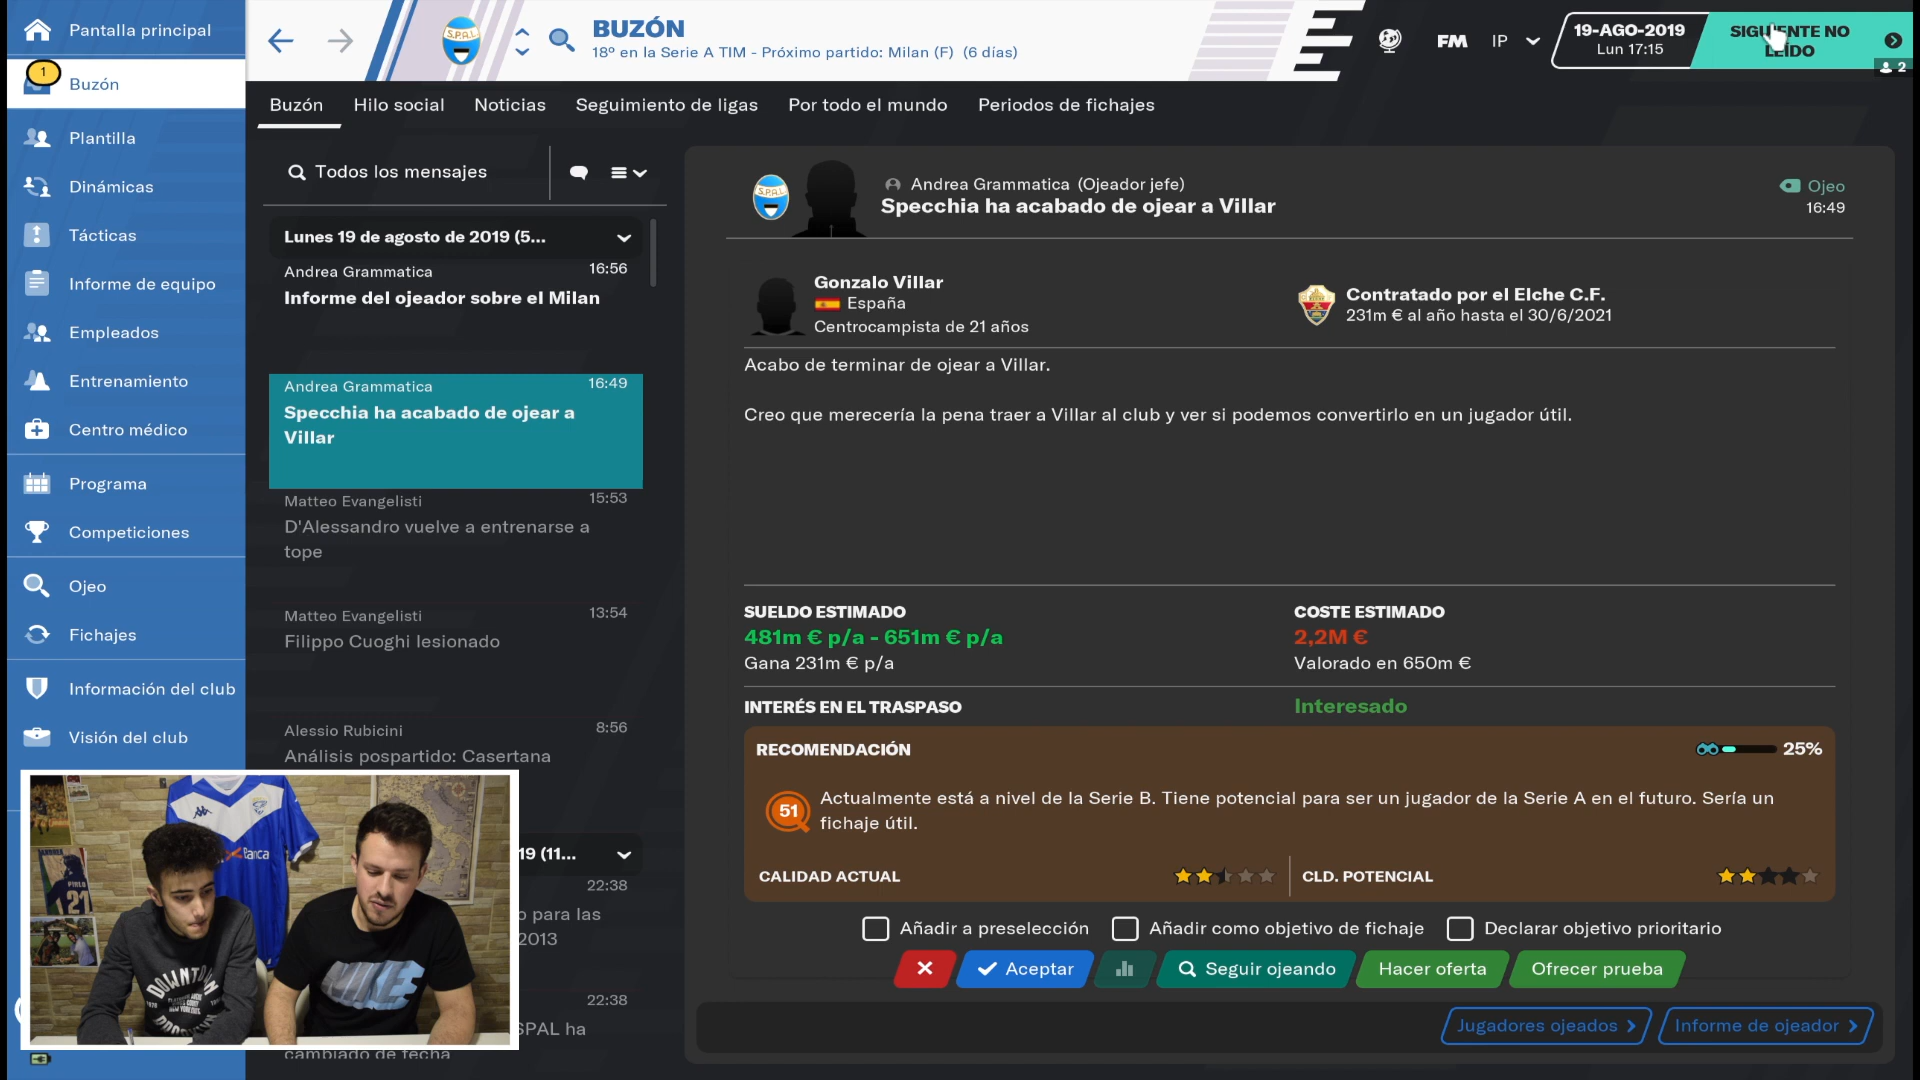 Pantalla principal
1
Buzón
Plantilla
Dinámicas
Tácticas
Informe de equipo
Empleados
Entrenamiento
Centro médico
Programa
Competiciones
Ojeo
Fichajes
Información del club
Visión del club
S.P.A.L.
BUZÓN
18º en la Serie A TIM - Próximo partido: Milan (F) (6 días)
FM
IP
19-AGO-2019
Lun 17:15
SIGUIENTE NO
LEÍDO
2
Buzón
Hilo social
Noticias
Seguimiento de ligas
Por todo el mundo
Periodos de fichajes
Todos los mensajes
Lunes 19 de agosto de 2019 (5...
Andrea Grammatica 16:56
Informe del ojeador sobre el Milan
Andrea Grammatica 16:49
Specchia ha acabado de ojear a
Villar
Matteo Evangelisti 15:53
D'Alessandro vuelve a entrenarse a
tope
Matteo Evangelisti 13:54
Filippo Cuoghi lesionado
Alessio Rubicini 8:56
Análisis pospartido: Casertana
19 (11...
22:38
para las
2013
22:38
SPAL ha
cambiado de fecha
S.P.A.L.
Andrea Grammatica (Ojeador jefe)
Specchia ha acabado de ojear a Villar
Ojeo
16:49
Gonzalo Villar
España
Centrocampista de 21 años
Contratado por el Elche C.F.
231m € al año hasta el 30/6/2021
Acabo de terminar de ojear a Villar.
Creo que merecería la pena traer a Villar al club y ver si podemos convertirlo en un jugador útil.
SUELDO ESTIMADO
481m € p/a - 651m € p/a
Gana 231m € p/a
COSTE ESTIMADO
2,2M €
Valorado en 650m €
INTERÉS EN EL TRASPASO
Interesado
RECOMENDACIÓN
25%
51
Actualmente está a nivel de la Serie B. Tiene potencial para ser un jugador de la Serie A en el futuro. Sería un
fichaje útil.
CALIDAD ACTUAL
CLD. POTENCIAL
Añadir a preselección
Añadir como objetivo de fichaje
Declarar objetivo prioritario
Aceptar
Seguir ojeando
Hacer oferta
Ofrecer prueba
Jugadores ojeados
Informe de ojeador
Banca
PIRLO
21
DOWNTOWN
NIKE